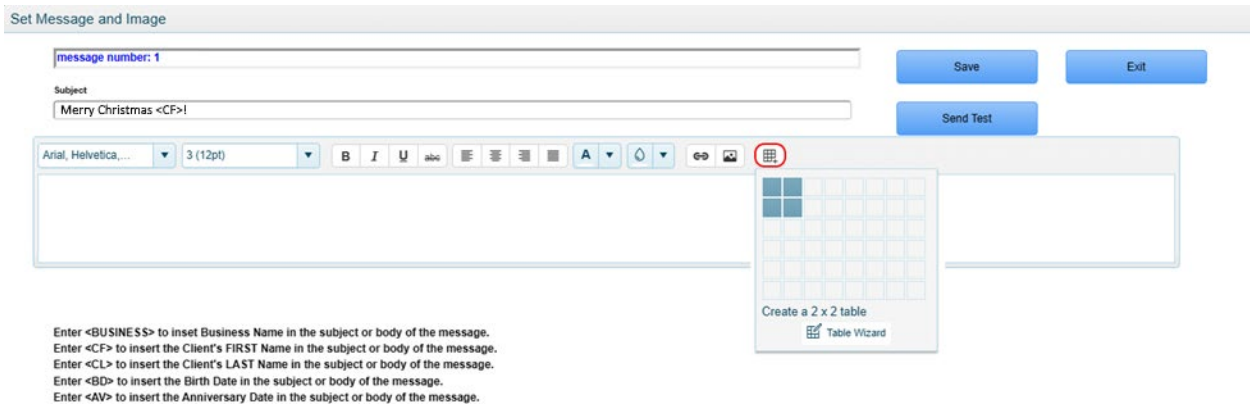 Set Message and Image
message number: 1
Save
Exit
Subject
Merry Christmas <CF>!
Send Test
Arial, Helvetica,... 3 (12pt) B I U abc A
Create a 2 x 2 table
Table Wizard
Enter <BUSINESS> to inset Business Name in the subject or body of the message.
Enter <CF> to insert the Client's FIRST Name in the subject or body of the message.
Enter <CL> to insert the Client's LAST Name in the subject or body of the message.
Enter <BD> to insert the Birth Date in the subject or body of the message.
Enter <AV> to insert the Anniversary Date in the subject or body of the message.